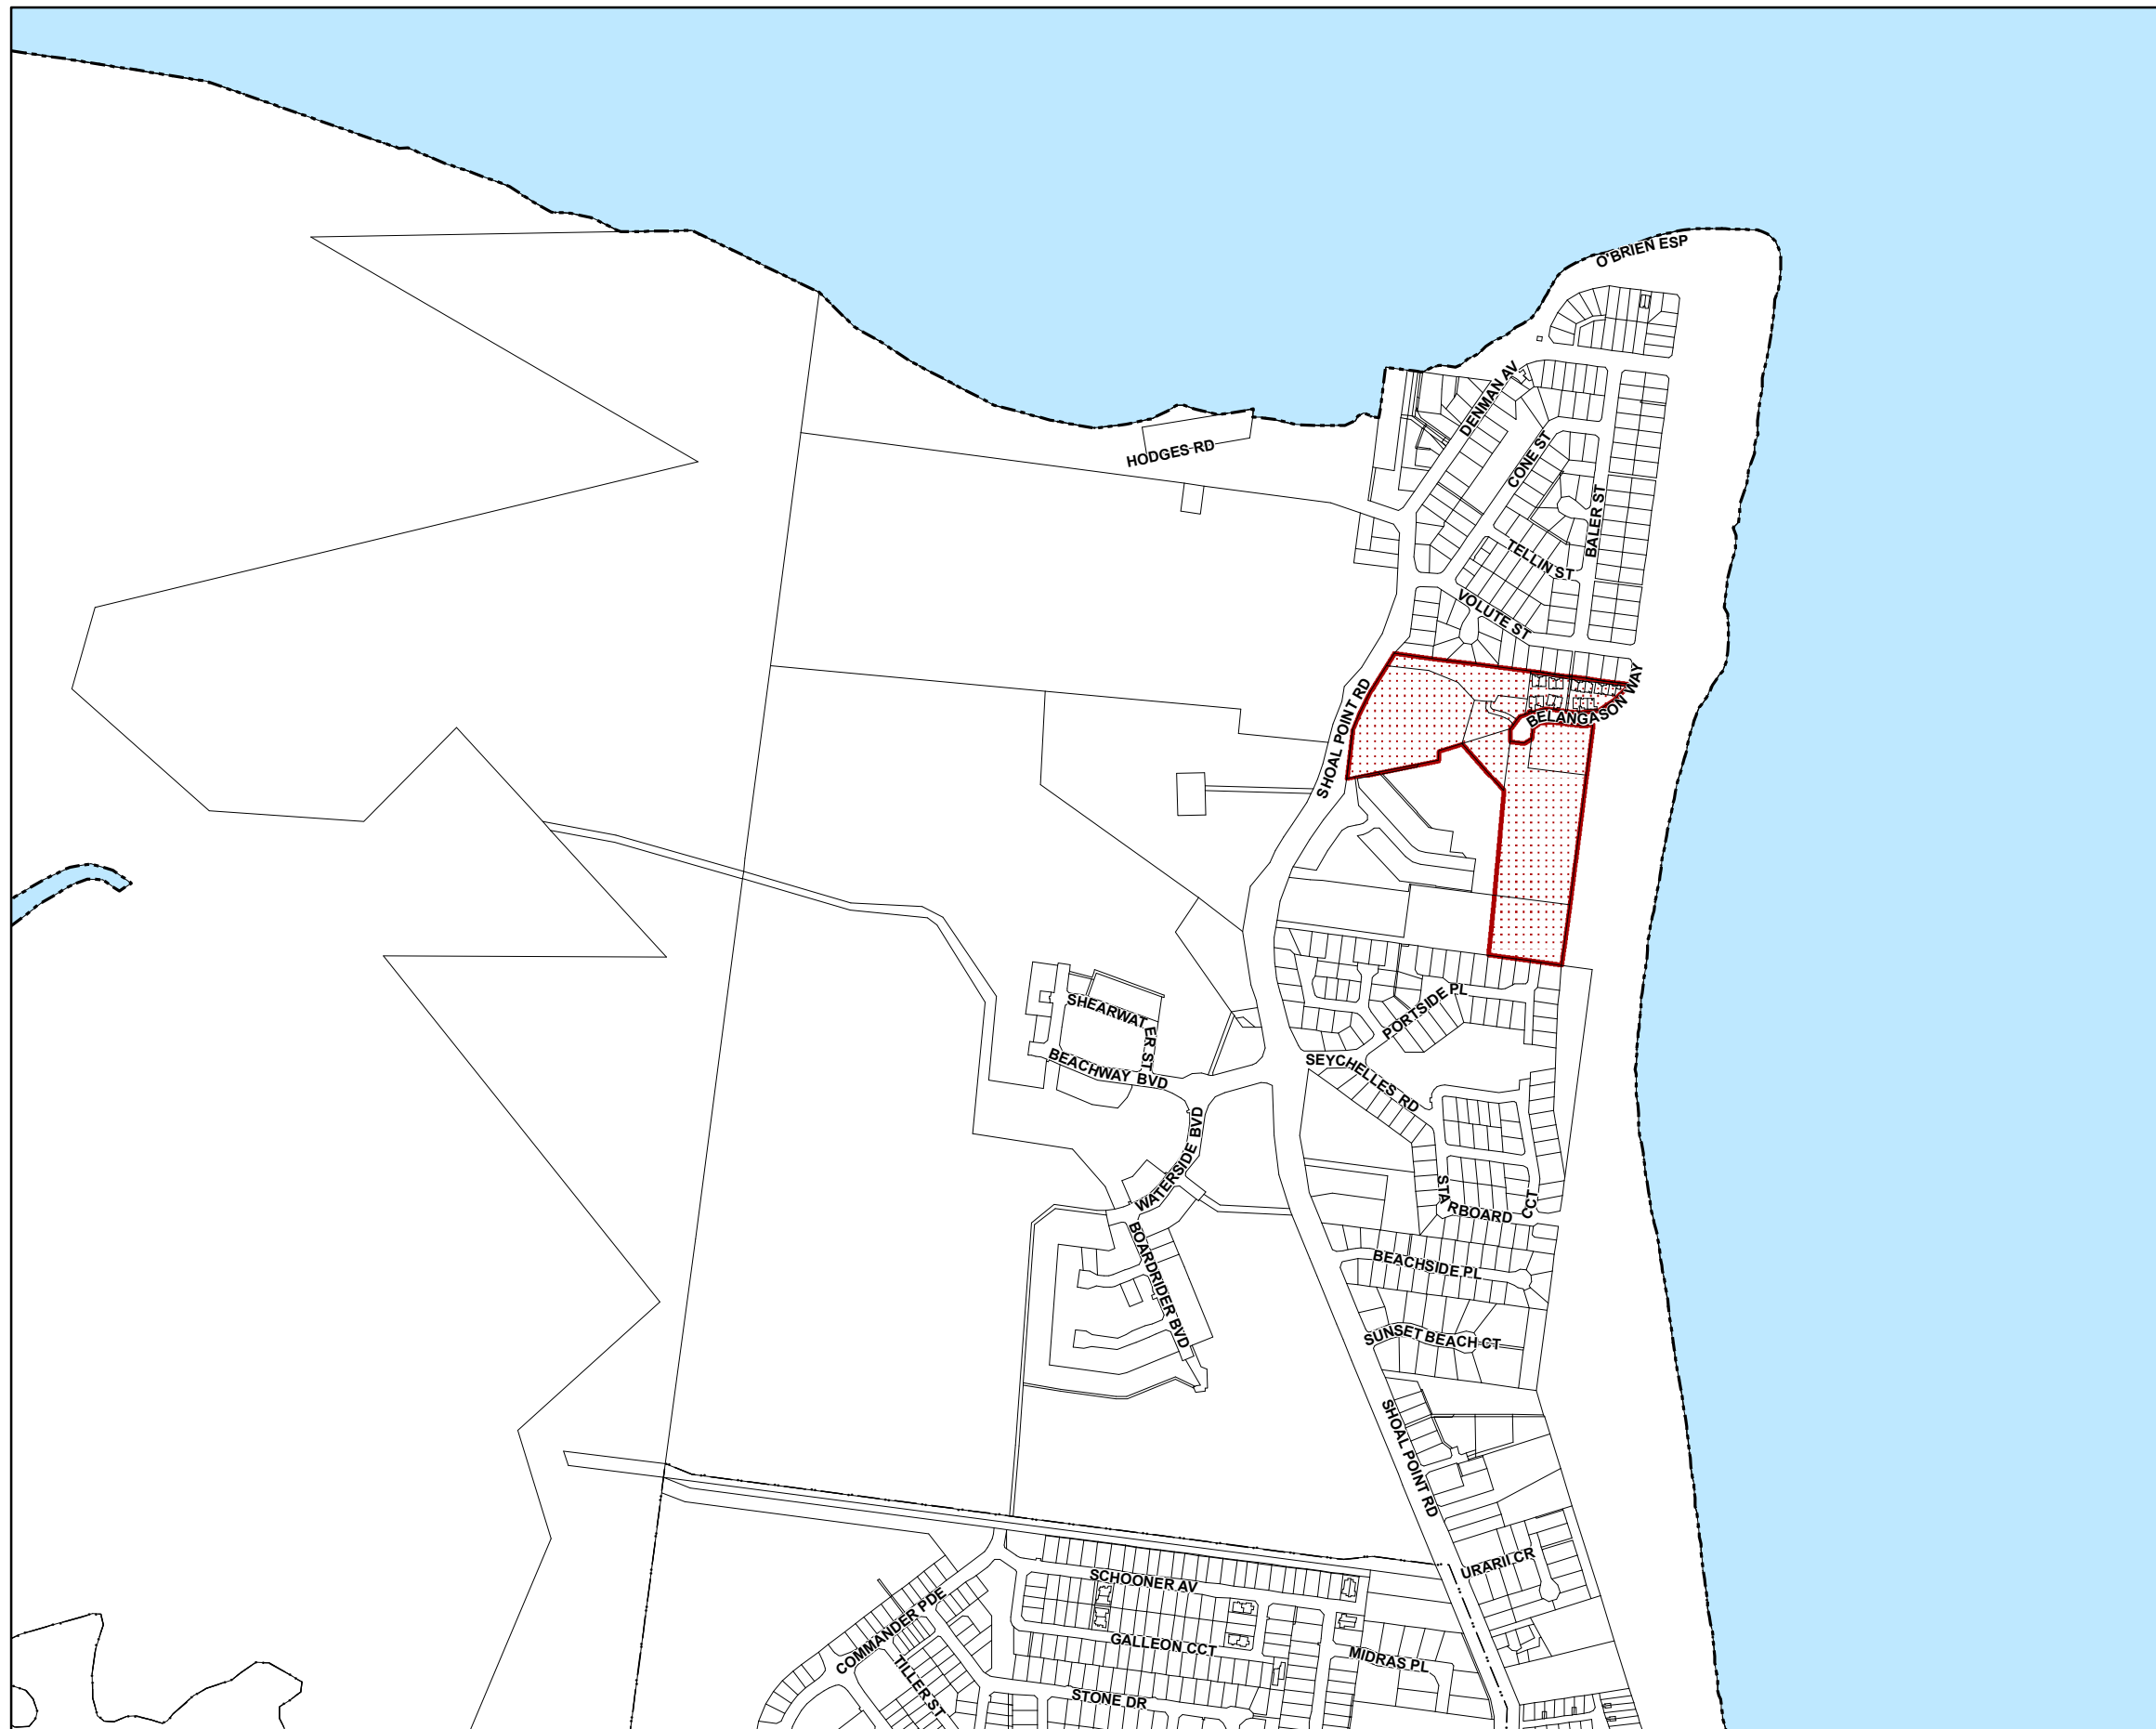 O'BRIEN ESP
DENMAN AV
HODGES RD
CONE ST
BALER ST
TELLIN ST
VOLUTE ST
BELANGASON WAY
SHOAL POINT RD
PORTSIDE PL
SHEARWATER ST
BEACHWAY BVD
SEYCHELLES RD
WATERSIDE BVD
STARBOARD CCT
BOARDRIDER BVD
BEACHSIDE PL
SUNSET BEACH CT
SHOAL POINT RD
URARII CR
SCHOONER AV
COMMANDER PDE
GALLEON CCT
MIDRAS PL
TILLER ST
STONE DR